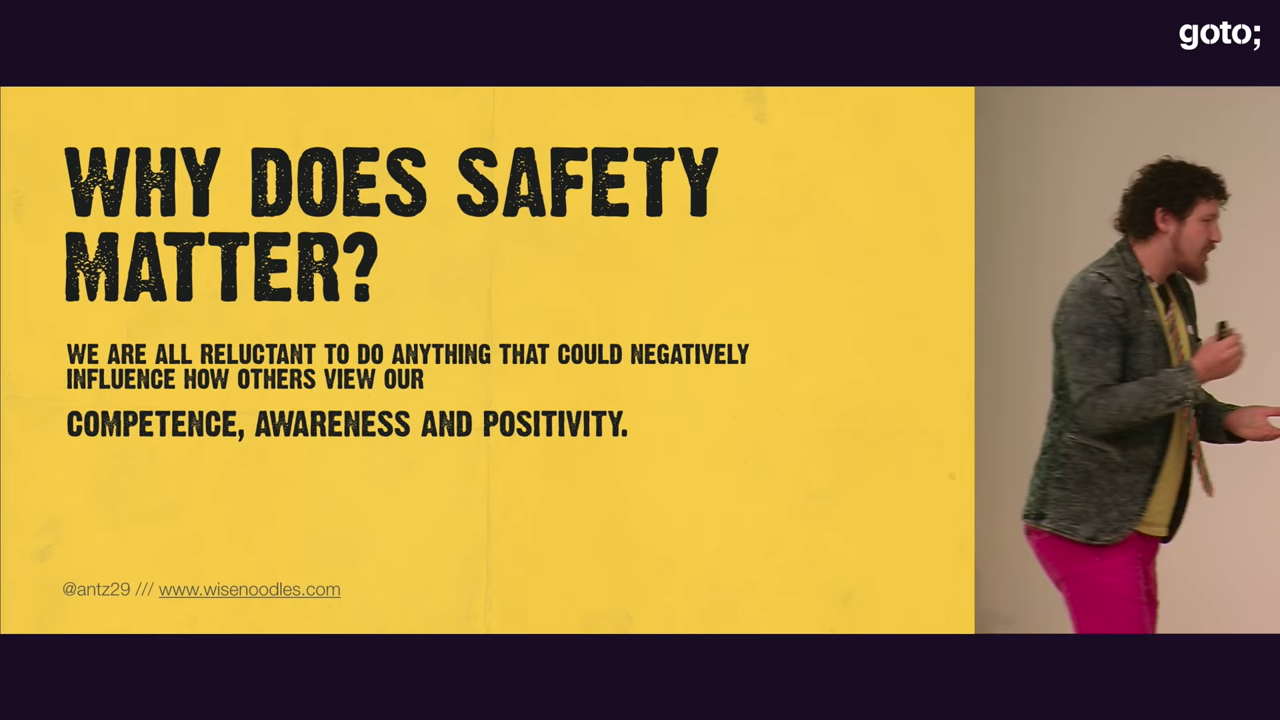 goto;
WHY DOES SAFETY
MATTER?
WE ARE ALL RELUCTANT TO DO ANYTHING THAT COULD NEGATIVELY
INFLUENCE HOW OTHERS VIEW OUR
COMPETENCE, AWARENESS AND POSITIVITY.
@antz29 /// www.wisenoodles.com